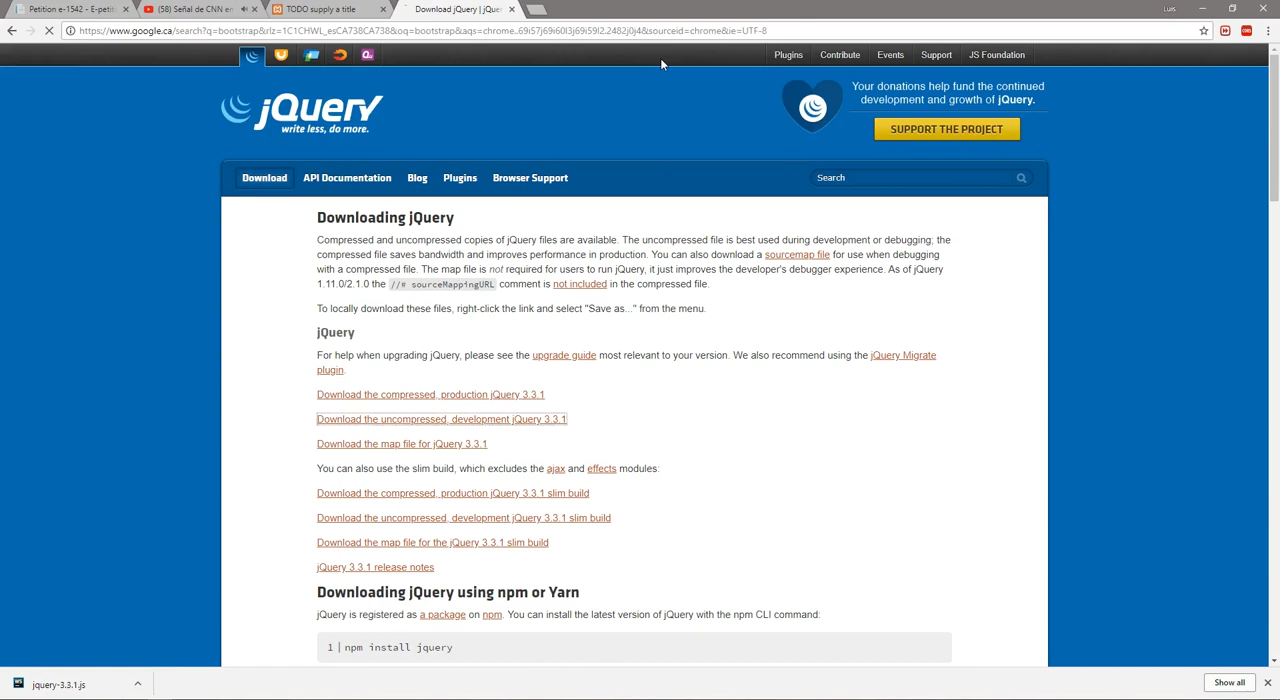 Petition e-1542 - E-petit
(58) Señal de CNN en
TODO supply a title
Download jQuery | jQuer
Luis
https://www.google.ca/search?q=bootstrap&rlz=1C1CHWL_esCA738CA738&oq=bootstrap&aqs=chrome..69i57j69i60l3j69i59l2.2482j0j4&sourceid=chrome&ie=UTF-8
Plugins Contribute Events Support JS Foundation
jQuery
write less, do more.
Your donations help fund the continued
development and growth of jQuery.
SUPPORT THE PROJECT
Download API Documentation Blog Plugins Browser Support Search
Downloading jQuery
Compressed and uncompressed copies of jQuery files are available. The uncompressed file is best used during development or debugging; the
compressed file saves bandwidth and improves performance in production. You can also download a sourcemap file for use when debugging
with a compressed file. The map file is not required for users to run jQuery, it just improves the developer's debugger experience. As of jQuery
1.11.0/2.1.0 the //# sourceMappingURL comment is not included in the compressed file.
To locally download these files, right-click the link and select "Save as..." from the menu.
jQuery
For help when upgrading jQuery, please see the upgrade guide most relevant to your version. We also recommend using the jQuery Migrate
plugin.
Download the compressed, production jQuery 3.3.1
Download the uncompressed, development jQuery 3.3.1
Download the map file for jQuery 3.3.1
You can also use the slim build, which excludes the ajax and effects modules:
Download the compressed, production jQuery 3.3.1 slim build
Download the uncompressed, development jQuery 3.3.1 slim build
Download the map file for the jQuery 3.3.1 slim build
jQuery 3.3.1 release notes
Downloading jQuery using npm or Yarn
jQuery is registered as a package on npm. You can install the latest version of jQuery with the npm CLI command:
1 | npm install jquery
jquery-3.3.1.js
Show all